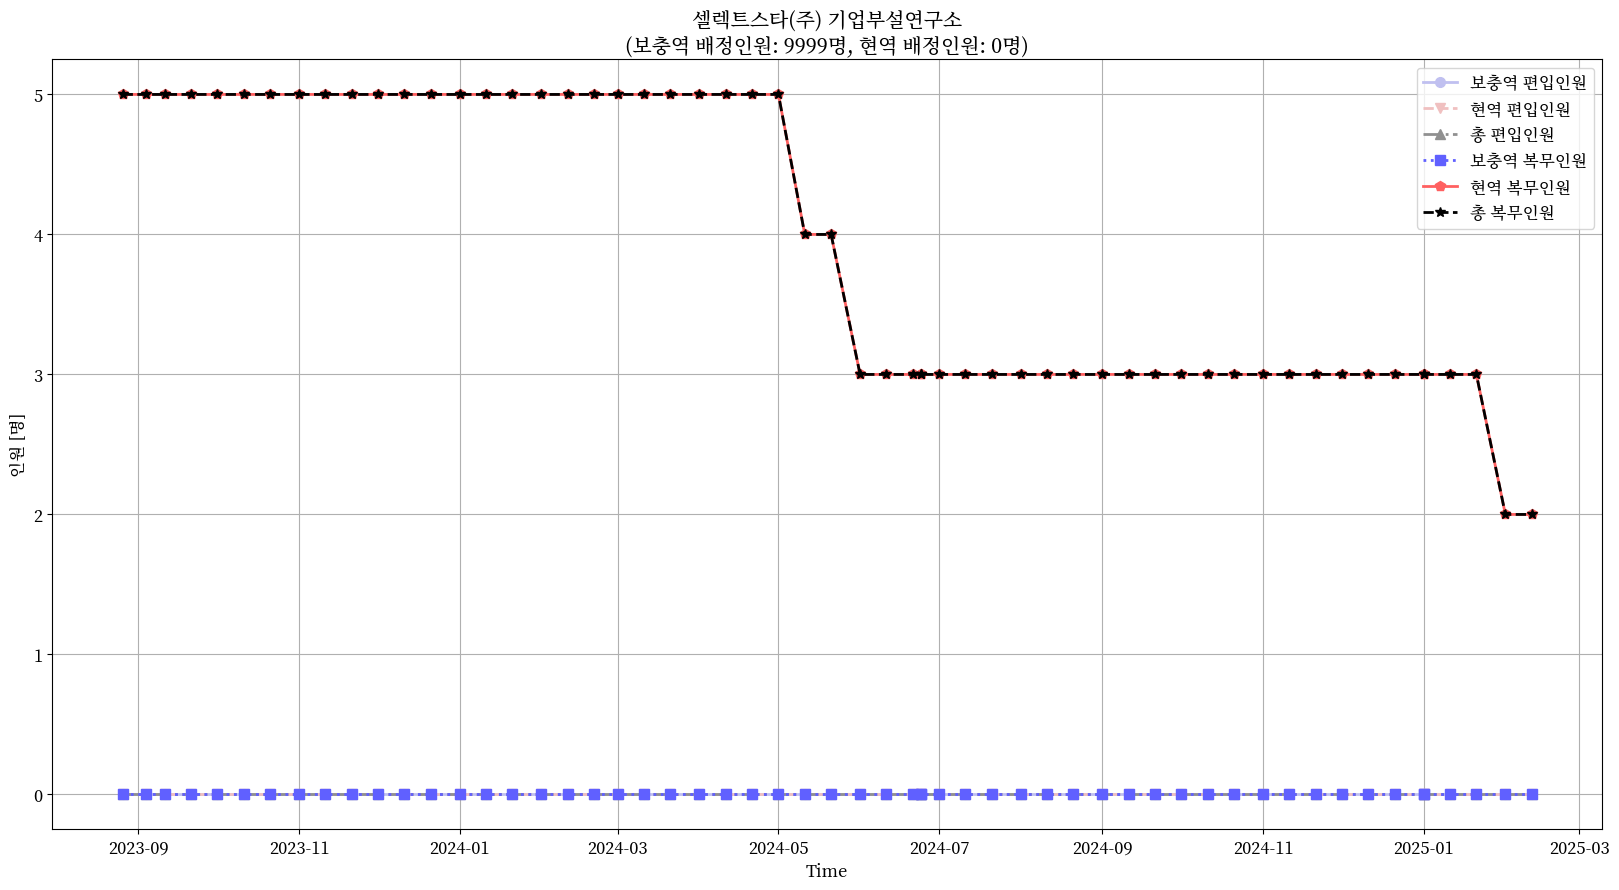 셀렉트스타(주) 기업부설연구소
(보충역 배정인원: 9999명, 현역 배정인원: 0명)
보충역 편입인원
현역 편입인원
총 편입인원
보충역 복무인원
현역 복무인원
총 복무인원
인원 [명]
5
4
3
2
1
0
2023-09
2023-11
2024-01
2024-03
2024-05
2024-07
2024-09
2024-11
2025-01
2025-03
Time